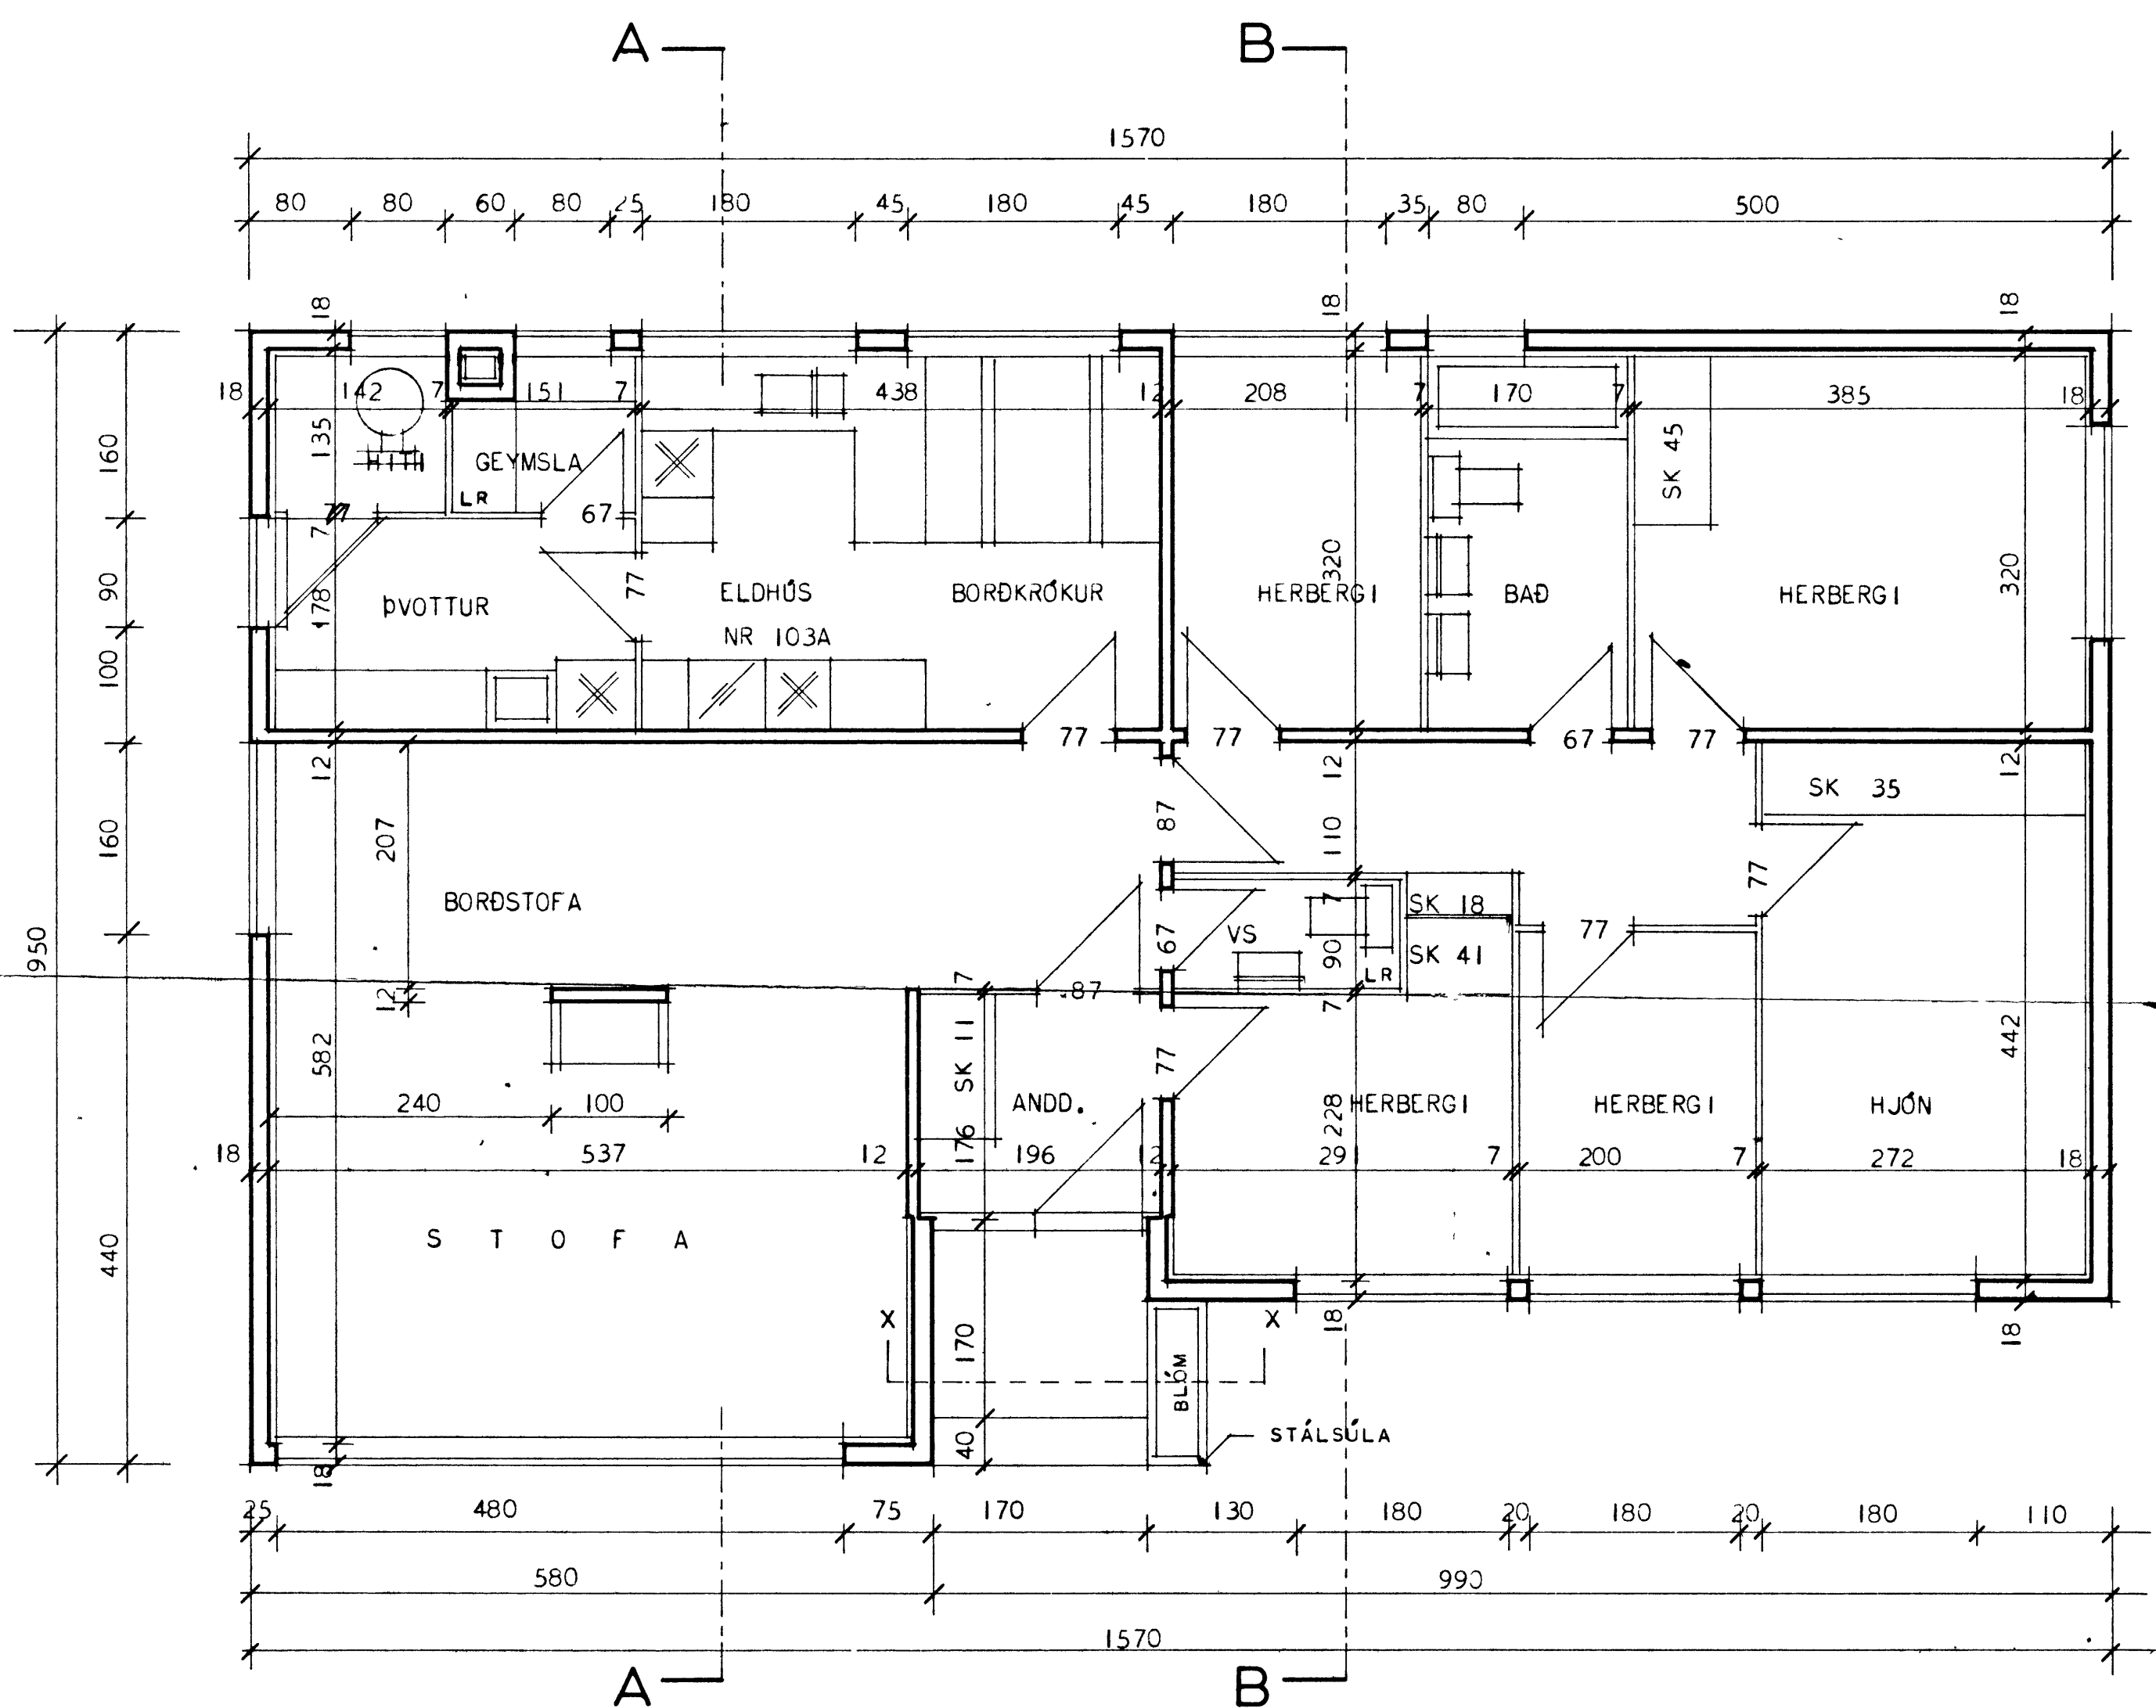 A
B
1570
80 80 60 80 25 180 45 180 45 180 35 80 500
18 18 18
18 142 7 151 7 438 12 208 7 170 7 385 18
160 135 SK 45
HITH GEYMSLA
LR
77 67
7
90 178 77 320 320
ÞVOTTUR ELDHÚS BORÐKRÓKUR HERBERGI BAÐ HERBERGI
NR 103A
100
77 77 67 77
12 12 12
SK 35
160 207 87 110 77
BORÐSTOFA
SK 18
7
77
950 67 VS 90 SK 41
LR
12 7 87 7
582 SK 11 77 442
240 100 ANDD. 228 HERBERGI HERBERGI HJÓN
18 537 12 176 196 12 291 7 200 7 272 18
440 S T O F A
X X
170 18 18
BLÓM
40 STÁLSÚLA
18
25 480 75 170 130 180 20 180 20 180 110
580 990
1570
A
B